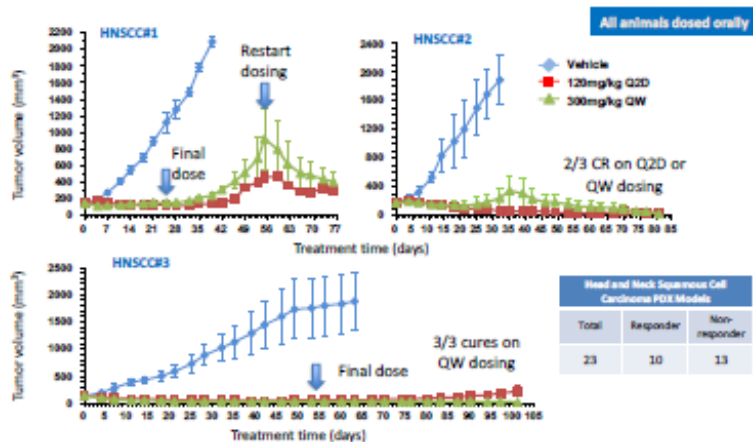 All animals dosed orally
HNSCC#1
Tumor volume (mm³)
2200
2000
1800
1600
1400
1200
1000
800
600
400
200
0
Restart
dosing
Final
dose
0 7 14 21 28 35 42 49 56 63 70 77
Treatment time (days)
HNSCC#2
2400
2000
1600
1200
800
400
0
Vehicle
120mg/kg Q2D
300mg/kg QW
2/3 CR on Q2D or
QW dosing
0 5 10 15 20 25 30 35 40 45 50 55 60 65 70 75 80 85
Treatment time (days)
HNSCC#3
Tumor volume (mm³)
2500
2000
1500
1000
500
0
3/3 cures on
QW dosing
Final dose
0 5 10 15 20 25 30 35 40 45 50 55 60 65 70 75 80 85 90 95 105
Treatment time (days)
Head and Neck Squamous Cell
Carcinoma PDX Models
Total Responder Non-
responder
23 10 13